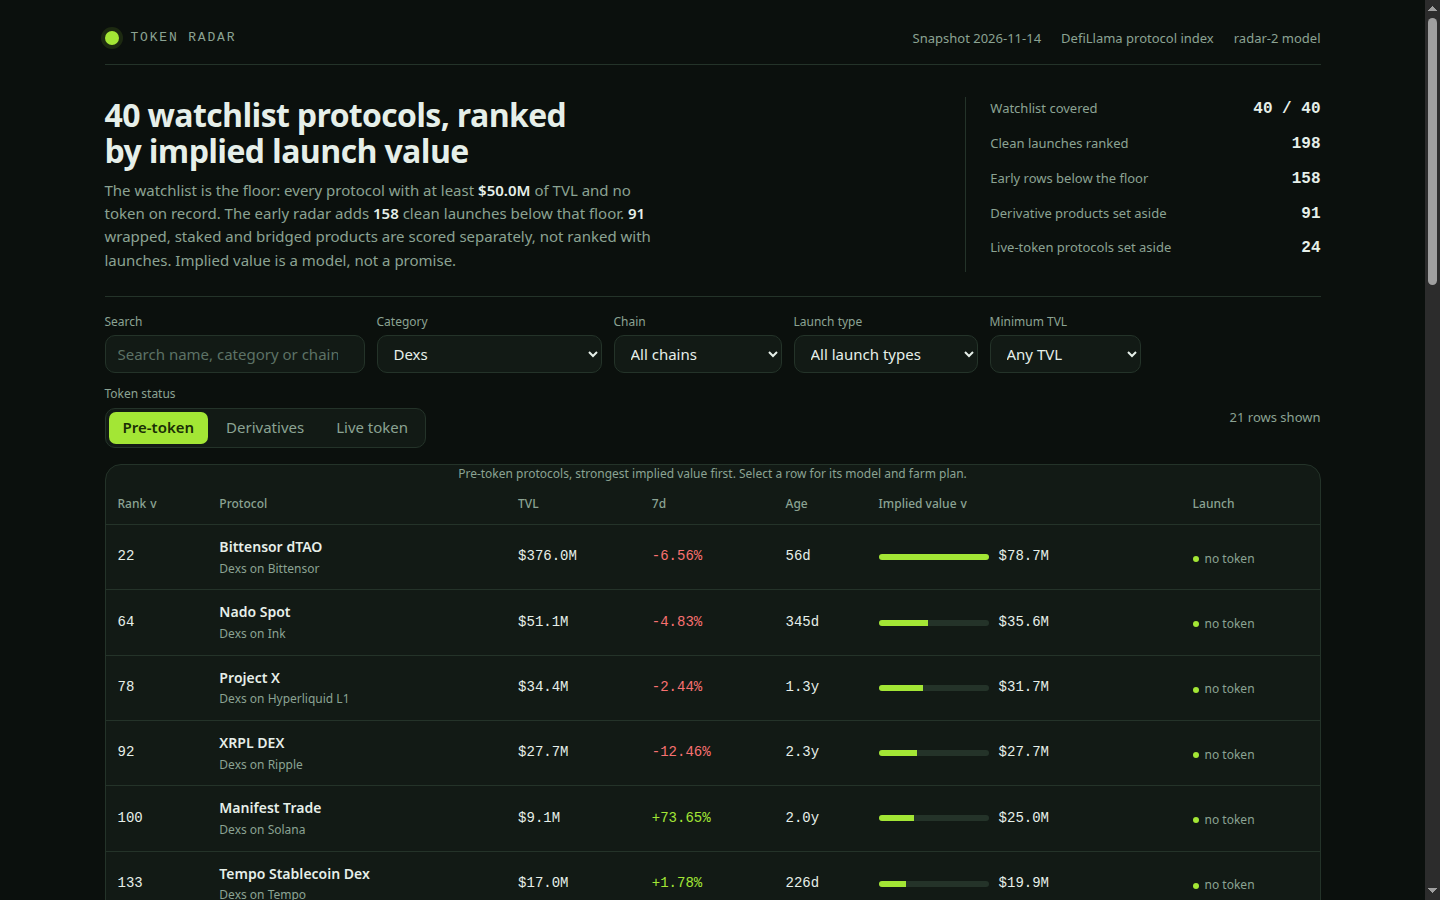 TOKEN RADAR
Snapshot 2026-11-14 DefiLlama protocol index radar-2 model
40 watchlist protocols, ranked
by implied launch value
The watchlist is the floor: every protocol with at least $50.0M of TVL and no
token on record. The early radar adds 158 clean launches below that floor. 91
wrapped, staked and bridged products are scored separately, not ranked with
launches. Implied value is a model, not a promise.
Watchlist covered 40 / 40
Clean launches ranked 198
Early rows below the floor 158
Derivative products set aside 91
Live-token protocols set aside 24
Search Category Chain Launch type Minimum TVL
Search name, category or chain Dexs All chains All launch types Any TVL
Token status
Pre-token Derivatives Live token
21 rows shown
Pre-token protocols, strongest implied value first. Select a row for its model and farm plan.
Rank v Protocol TVL 7d Age Implied value v Launch
22 Bittensor dTAO $376.0M -6.56% 56d $78.7M no token
Dexs on Bittensor
64 Nado Spot $51.1M -4.83% 345d $35.6M no token
Dexs on Ink
78 Project X $34.4M -2.44% 1.3y $31.7M no token
Dexs on Hyperliquid L1
92 XRPL DEX $27.7M -12.46% 2.3y $27.7M no token
Dexs on Ripple
100 Manifest Trade $9.1M +73.65% 2.0y $25.0M no token
Dexs on Solana
133 Tempo Stablecoin Dex $17.0M +1.78% 226d $19.9M no token
Dexs on Tempo